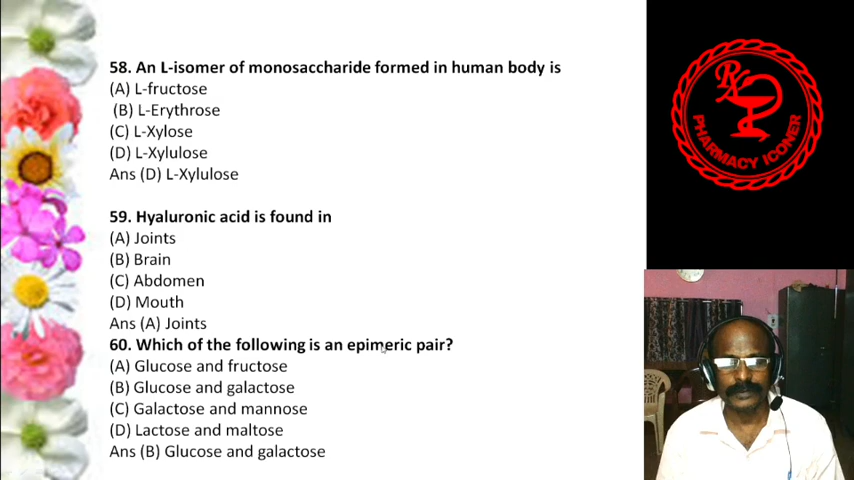 58. An L-isomer of monosaccharide formed in human body is
(A) L-fructose
(B) L-Erythrose
(C) L-Xylose
(D) L-Xylulose
Ans (D) L-Xylulose
59. Hyaluronic acid is found in
(A) Joints
(B) Brain
(C) Abdomen
(D) Mouth
Ans (A) Joints
60. Which of the following is an epimeric pair?
(A) Glucose and fructose
(B) Glucose and galactose
(C) Galactose and mannose
(D) Lactose and maltose
Ans (B) Glucose and galactose
Rx
PHARMACY ICONER